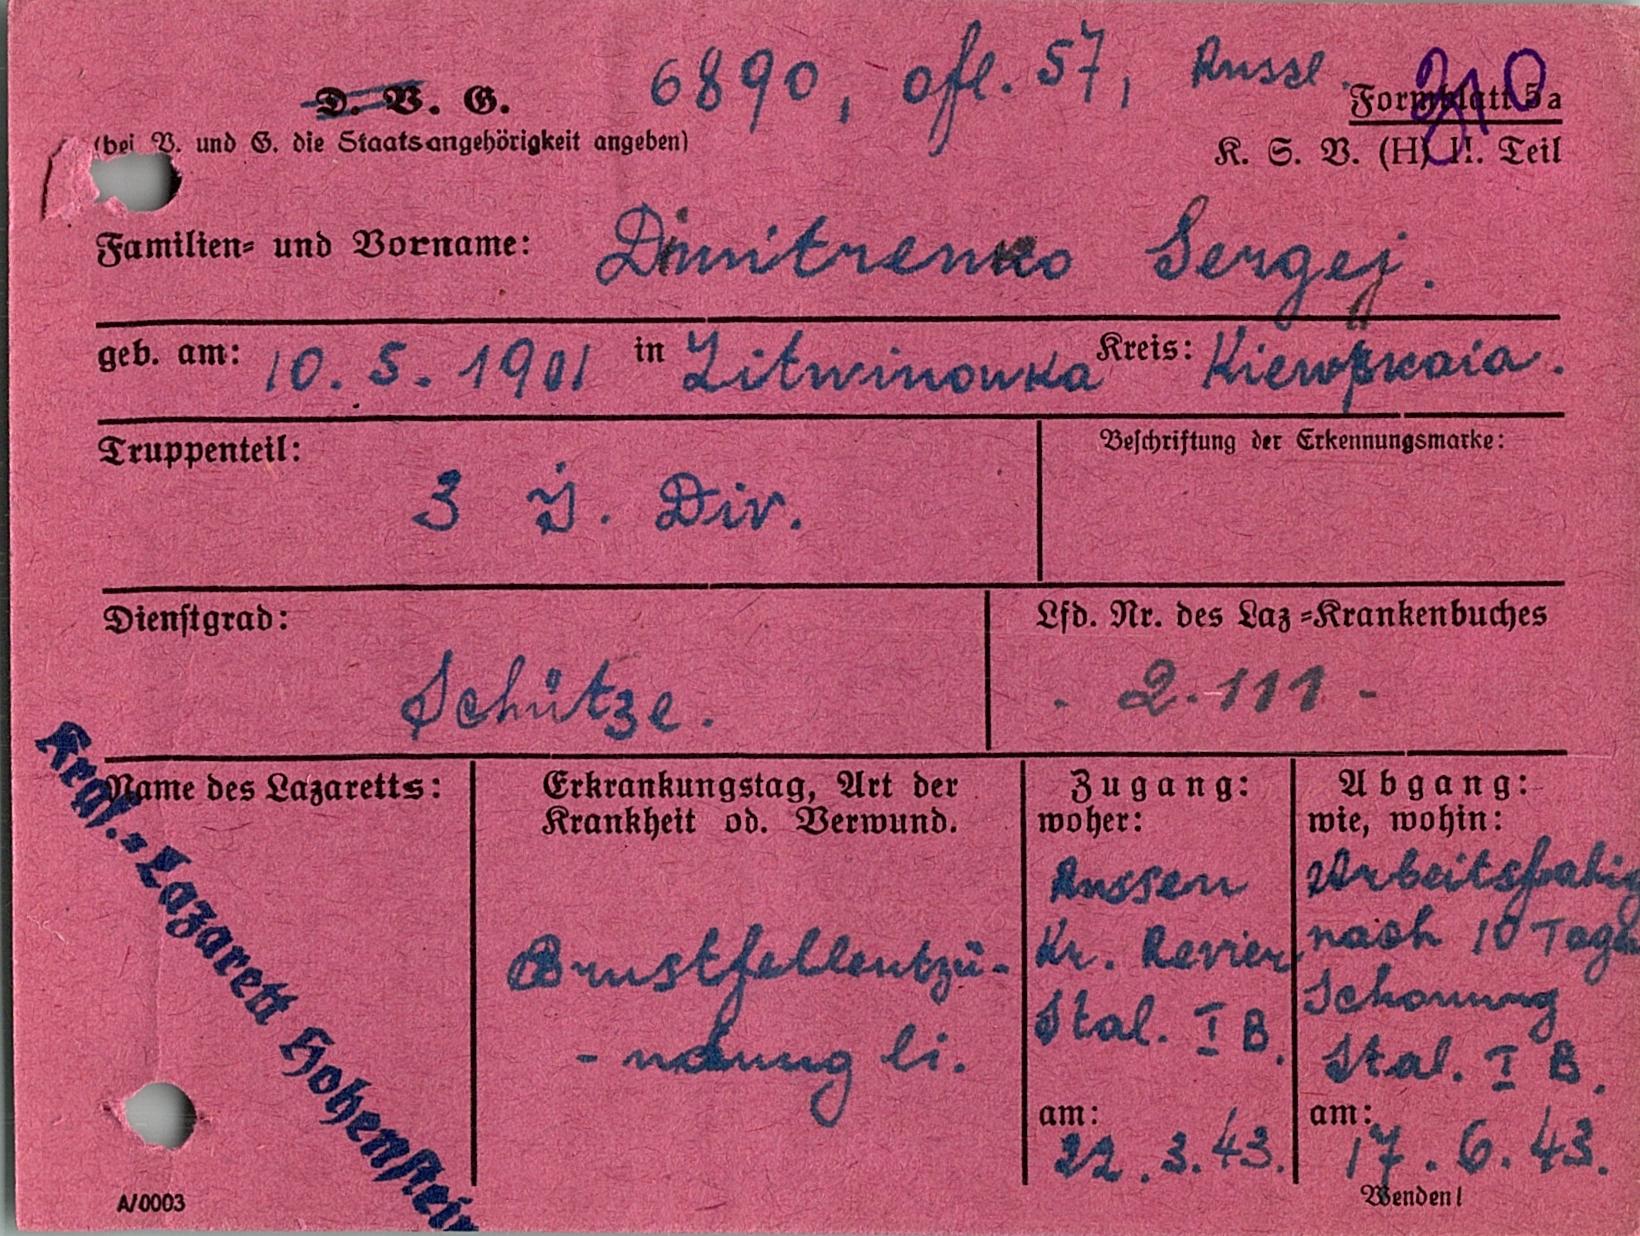 6890, ofl. 57, Russe.
D. V. G.
Formblatt 5a
(bei V. und G. die Staatsangehörigkeit angeben)
K. S. V. (H) II. Teil
Familien- und Vorname: Dimitrenko Sergej.
geb. am: 10. 5. 1901 in Litwinowka Kreis: Kiewskaia.
Truppenteil:
Beschriftung der Erkennungsmarke:
3 J. Div.
Dienstgrad:
Lfd. Nr. des Laz-Krankenbuches
Schütze.
. 2.111 -
Name des Lazaretts:
Krgf.-Lazarett Hohenstein
Erkrankungstag, Art der
Krankheit od. Verwund.
Brustfellentzü-
- ndung li.
Zugang:
woher:
Russen
Kr. Revier
Stal. I B.
am:
22. 3. 43.
Abgang:
wie, wohin:
Arbeitsfähig
nach 10 Tagen
Schonung
Stal. I B.
am:
17. 6. 43.
A/0003
Wenden!